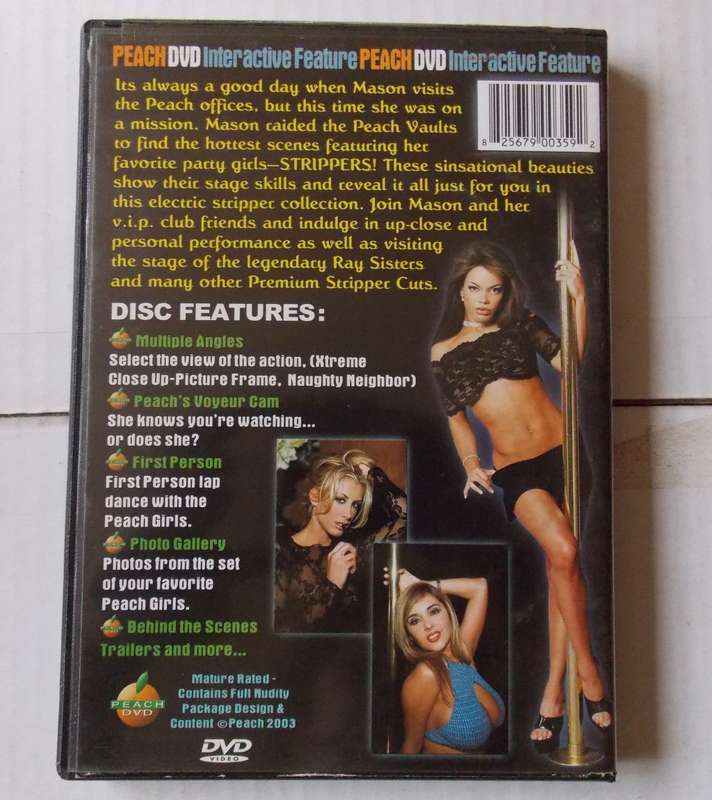 PEACH DVD Interactive Feature PEACH DVD Interactive Feature
Its always a good day when Mason visits
the Peach offices, but this time she was on
a mission. Mason raided the Peach Vaults
to find the hottest scenes featuring her
favorite party girls—STRIPPERS! These sinsational beauties
show their stage skills and reveal it all just for you in
this electric stripper collection. Join Mason and her
v.i.p. club friends and indulge in up-close and
personal performance as well as visiting
the stage of the legendary Ray Sisters
and many other Premium Stripper Cuts.
8 25679 00359 2
DISC FEATURES:
Multiple Angles
Select the view of the action, (Xtreme
Close Up-Picture Frame, Naughty Neighbor)
Peach's Voyeur Cam
She knows you're watching...
or does she?
First Person
First Person lap
dance with the
Peach Girls.
Photo Gallery
Photos from the set
of your favorite
Peach Girls.
Behind the Scenes
Trailers and more...
PEACH
DVD
Mature Rated -
Contains Full Nudity
Package Design &
Content ©Peach 2003
DVD
VIDEO